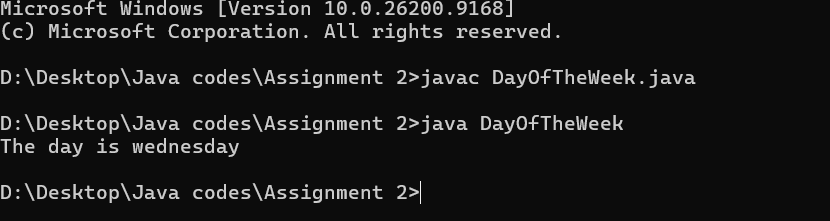 Microsoft Windows [Version 10.0.26200.9168]
(c) Microsoft Corporation. All rights reserved.
D:\Desktop\Java codes\Assignment 2>javac DayOfTheWeek.java
D:\Desktop\Java codes\Assignment 2>java DayOfTheWeek
The day is wednesday
D:\Desktop\Java codes\Assignment 2>